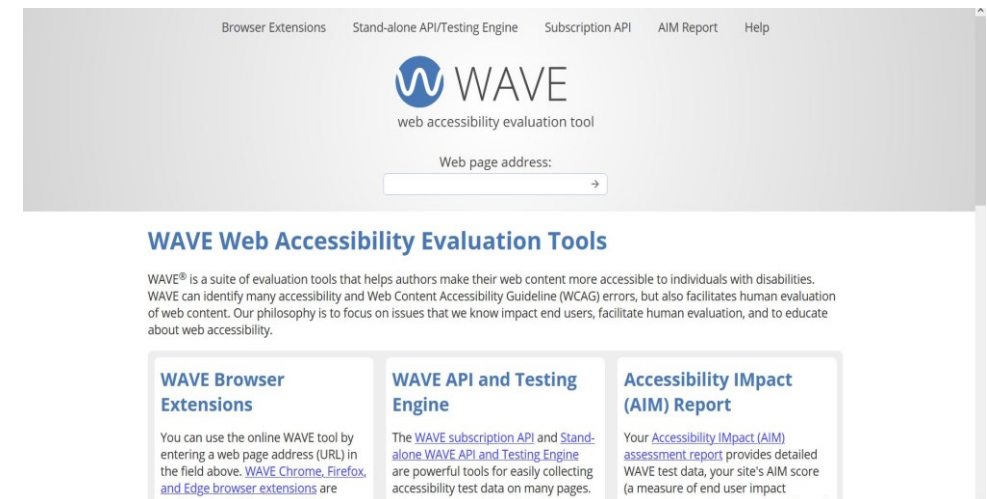 Browser Extensions Stand-alone API/Testing Engine Subscription API AIM Report Help
WAVE
web accessibility evaluation tool
Web page address:
WAVE Web Accessibility Evaluation Tools
WAVE® is a suite of evaluation tools that helps authors make their web content more accessible to individuals with disabilities.
WAVE can identify many accessibility and Web Content Accessibility Guideline (WCAG) errors, but also facilitates human evaluation
of web content. Our philosophy is to focus on issues that we know impact end users, facilitate human evaluation, and to educate
about web accessibility.
WAVE Browser
Extensions
You can use the online WAVE tool by
entering a web page address (URL) in
the field above. WAVE Chrome, Firefox,
and Edge browser extensions are
WAVE API and Testing
Engine
The WAVE subscription API and Stand-
alone WAVE API and Testing Engine
are powerful tools for easily collecting
accessibility test data on many pages.
Accessibility IMpact
(AIM) Report
Your Accessibility IMpact (AIM)
assessment report provides detailed
WAVE test data, your site's AIM score
(a measure of end user impact